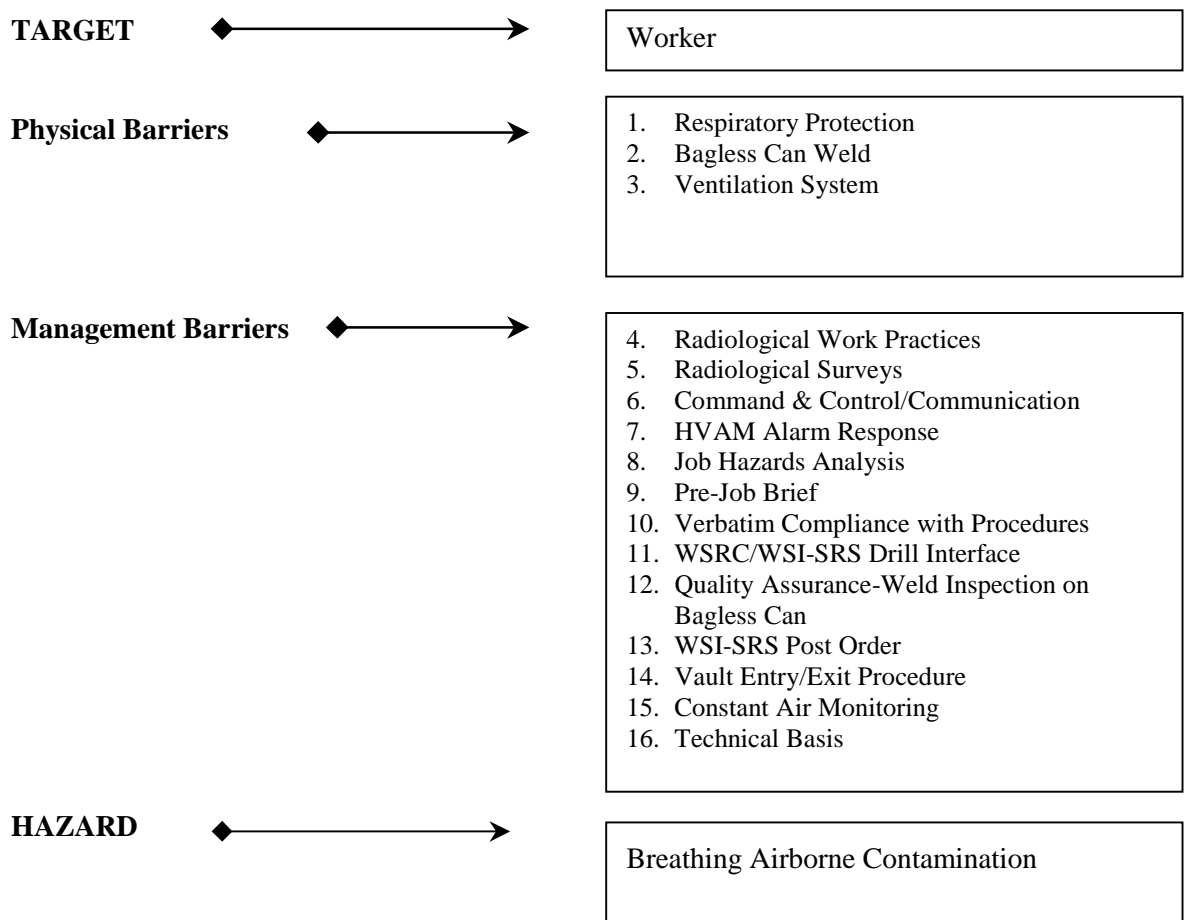 TARGET
Worker
Physical Barriers
1. Respiratory Protection
2. Bagless Can Weld
3. Ventilation System
Management Barriers
4. Radiological Work Practices
5. Radiological Surveys
6. Command & Control/Communication
7. HVAM Alarm Response
8. Job Hazards Analysis
9. Pre-Job Brief
10. Verbatim Compliance with Procedures
11. WSRC/WSI-SRS Drill Interface
12. Quality Assurance-Weld Inspection on
Bagless Can
13. WSI-SRS Post Order
14. Vault Entry/Exit Procedure
15. Constant Air Monitoring
16. Technical Basis
HAZARD
Breathing Airborne Contamination